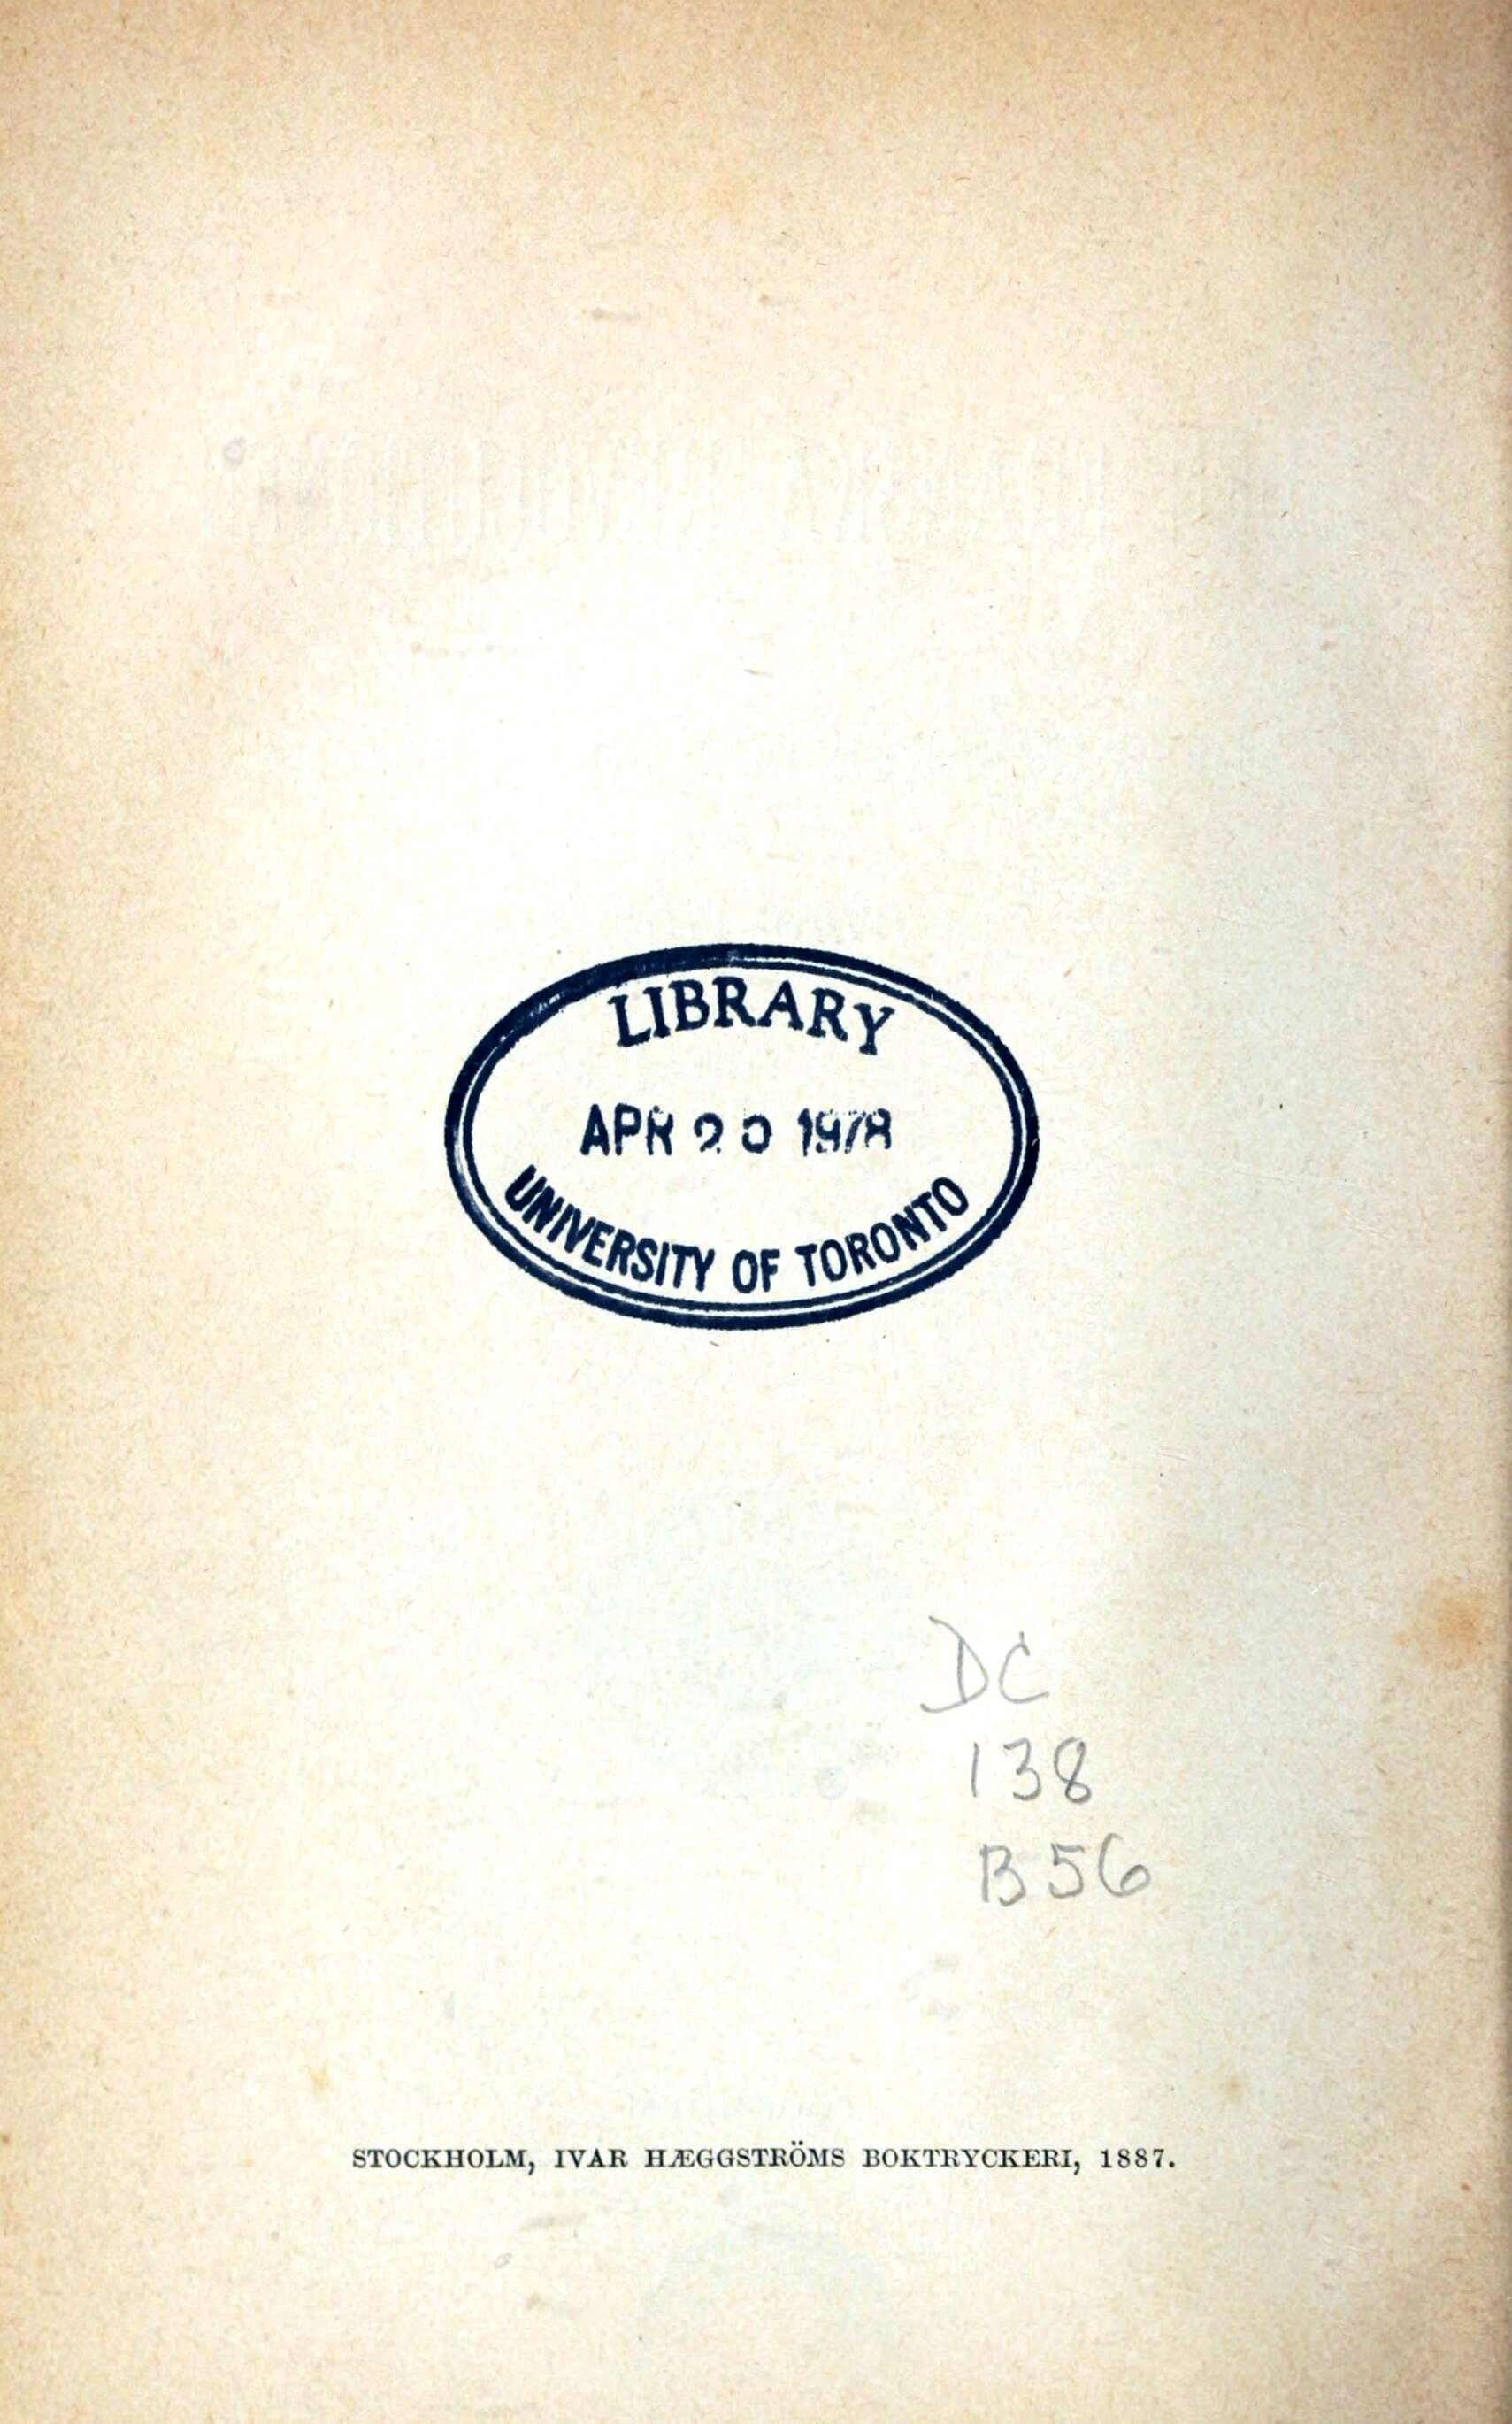 LIBRARY
APR 20 1978
UNIVERSITY OF TORONTO
DC
138
B56
STOCKHOLM, IVAR HÆGGSTRÖMS BOKTRYCKERI, 1887.